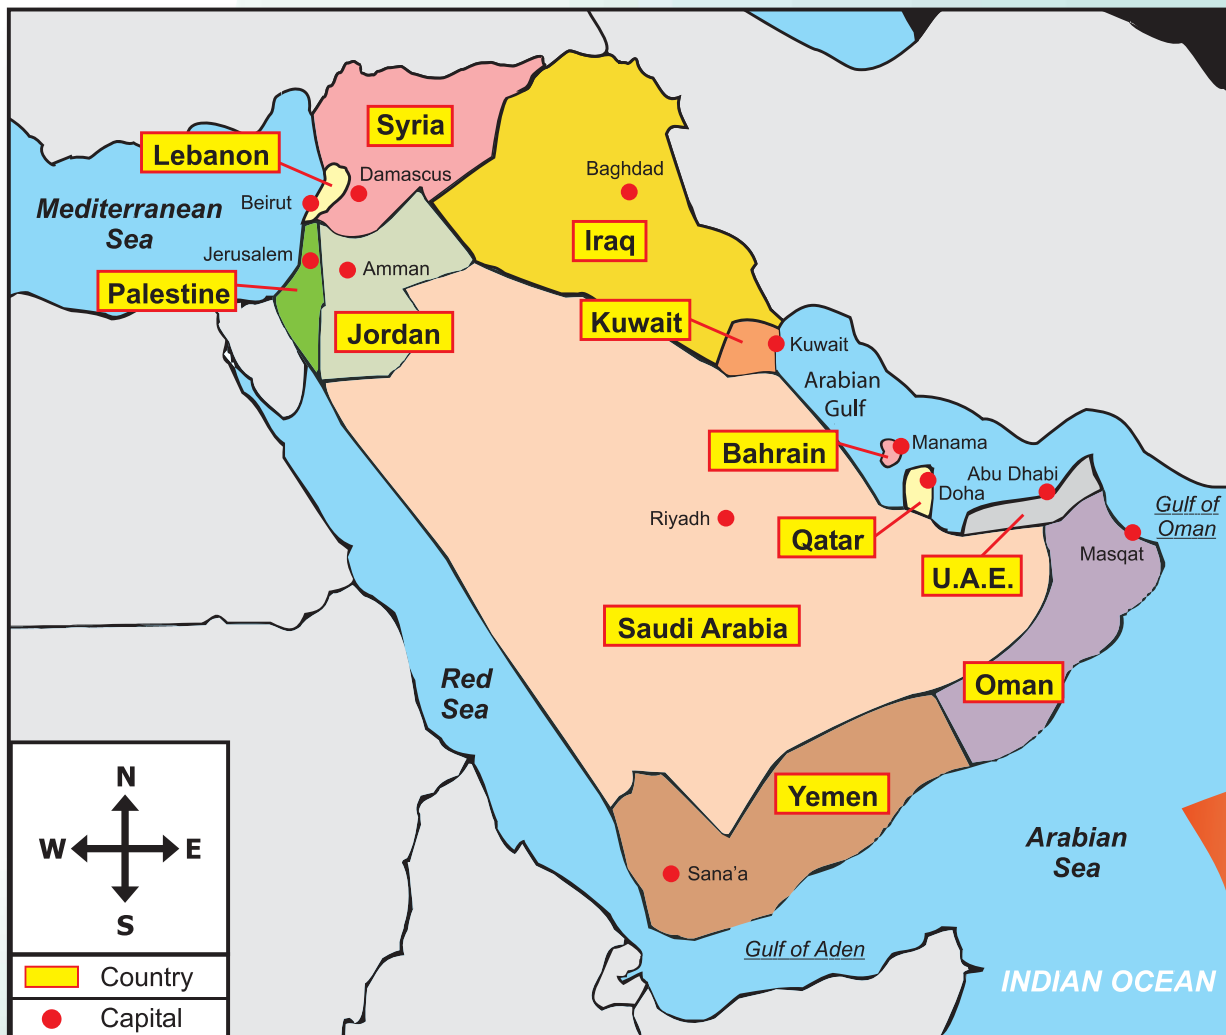 Syria
Lebanon
Damascus
Baghdad
Beirut
Mediterranean
Sea
Iraq
Jerusalem
Amman
Palestine
Jordan
Kuwait
Kuwait
Arabian
Gulf
Bahrain
Manama
Abu Dhabi
Doha
Gulf of
Oman
Riyadh
Qatar
Masqat
U.A.E.
Saudi Arabia
Red
Sea
Oman
N
W
E
S
Yemen
Arabian
Sea
Sana’a
Gulf of Aden
INDIAN OCEAN
Country
Capital